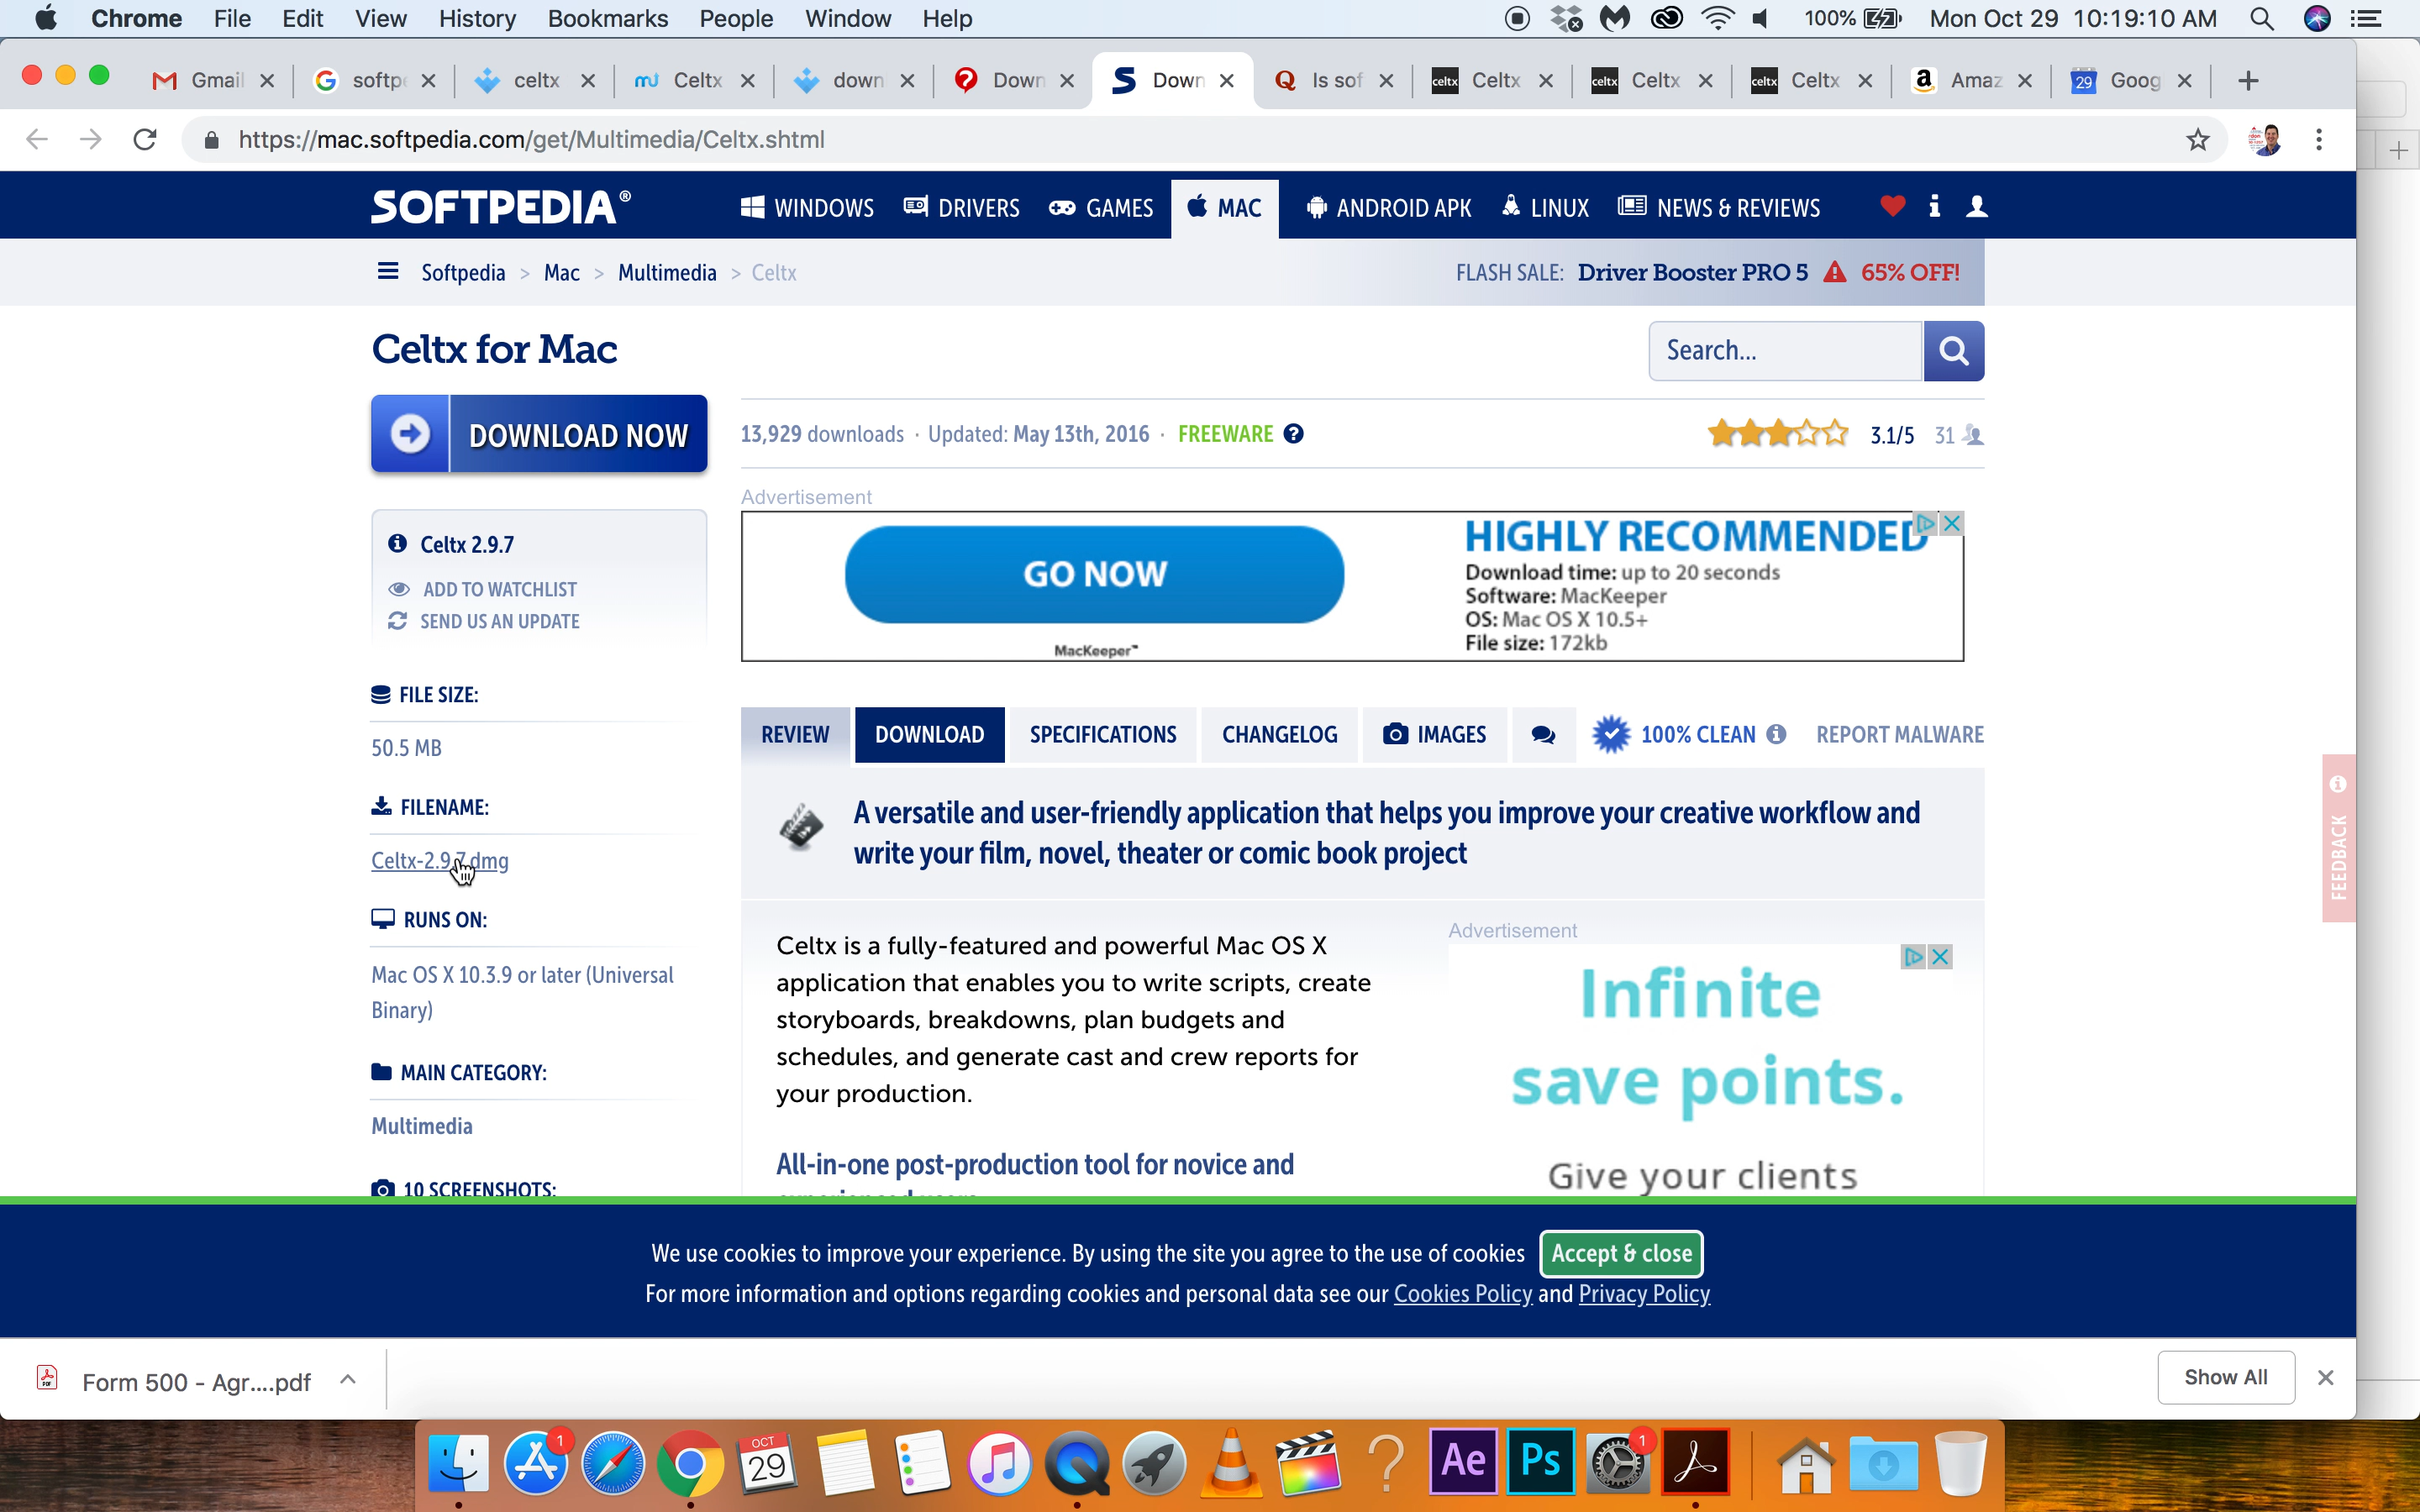 Chrome File Edit View History Bookmarks People Window Help 100% Mon Oct 29 10:19:10 AM
Gmail softpe celtx Celtx down Down Down Is sof Celtx Celtx Celtx Amaz 29 Goog
https://mac.softpedia.com/get/Multimedia/Celtx.shtml
SOFTPEDIA® WINDOWS DRIVERS GAMES MAC ANDROID APK LINUX NEWS & REVIEWS
Softpedia > Mac > Multimedia > Celtx FLASH SALE: Driver Booster PRO 5 65% OFF!
Celtx for Mac
Search...
DOWNLOAD NOW
13,929 downloads · Updated: May 13th, 2016 · FREEWARE 3.1/5 31
Advertisement
GO NOW
MacKeeper™
HIGHLY RECOMMENDED
Download time: up to 20 seconds
Software: MacKeeper
OS: Mac OS X 10.5+
File size: 172kb
Celtx 2.9.7
ADD TO WATCHLIST
SEND US AN UPDATE
FILE SIZE:
50.5 MB
FILENAME:
Celtx-2.9.7.dmg
RUNS ON:
Mac OS X 10.3.9 or later (Universal
Binary)
MAIN CATEGORY:
Multimedia
10 SCREENSHOTS:
REVIEW DOWNLOAD SPECIFICATIONS CHANGELOG IMAGES 100% CLEAN REPORT MALWARE
A versatile and user-friendly application that helps you improve your creative workflow and
write your film, novel, theater or comic book project
Celtx is a fully-featured and powerful Mac OS X
application that enables you to write scripts, create
storyboards, breakdowns, plan budgets and
schedules, and generate cast and crew reports for
your production.
All-in-one post-production tool for novice and
Advertisement
Infinite
save points.
Give your clients
FEEDBACK
We use cookies to improve your experience. By using the site you agree to the use of cookies Accept & close
For more information and options regarding cookies and personal data see our Cookies Policy and Privacy Policy
Form 500 - Agr....pdf Show All
1 OCT 29 Ae Ps 1